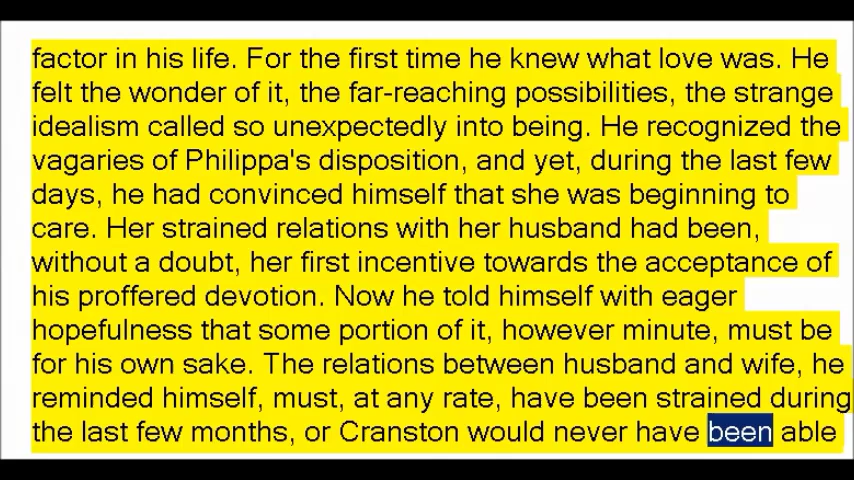 factor in his life. For the first time he knew what love was. He
felt the wonder of it, the far-reaching possibilities, the strange
idealism called so unexpectedly into being. He recognized the
vagaries of Philippa's disposition, and yet, during the last few
days, he had convinced himself that she was beginning to
care. Her strained relations with her husband had been,
without a doubt, her first incentive towards the acceptance of
his proffered devotion. Now he told himself with eager
hopefulness that some portion of it, however minute, must be
for his own sake. The relations between husband and wife, he
reminded himself, must, at any rate, have been strained during
the last few months, or Cranston would never have been able